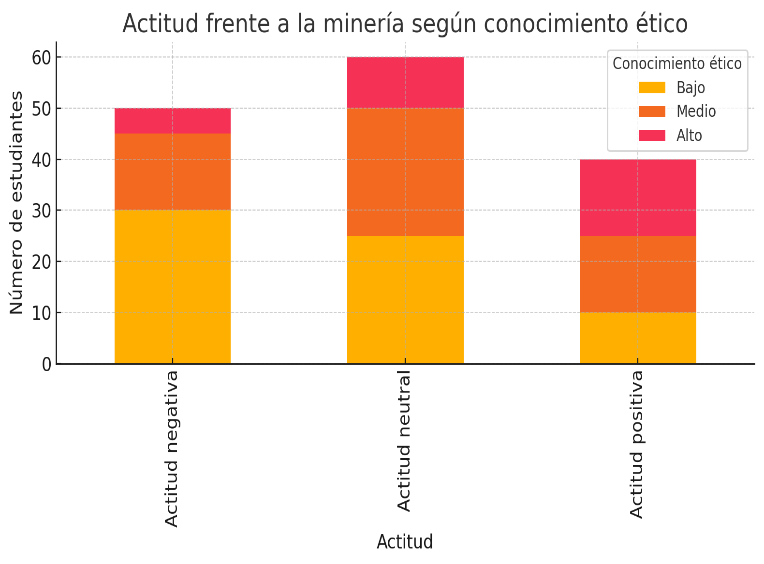 Actitud frente a la minería según conocimiento ético
Número de estudiantes
60
50
40
30
20
10
0
Conocimiento ético
Bajo
Medio
Alto
Actitud negativa
Actitud neutral
Actitud positiva
Actitud